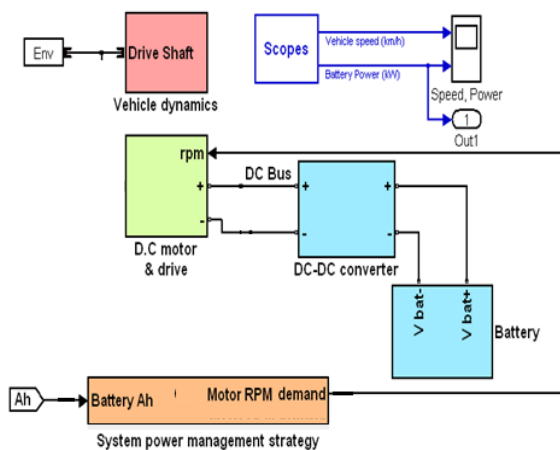 Env
Drive Shaft
Vehicle dynamics
Scopes
Vehicle speed (km/h)
Battery Power (kW)
Speed, Power
1
Out1
rpm
+
-
D.C motor
& drive
DC Bus
+ +
- -
DC-DC converter
V bat-
V bat+
Battery
Ah
Battery Ah
Motor RPM demand
System power management strategy